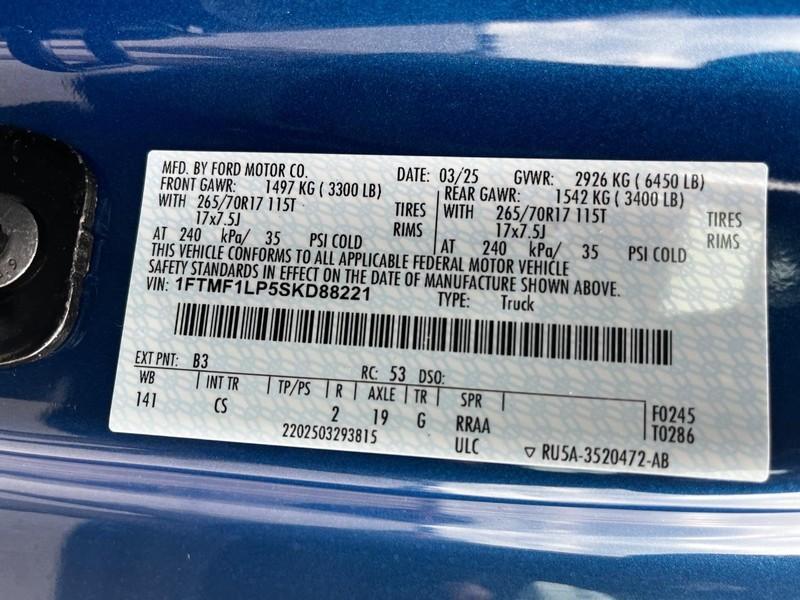 MFD. BY FORD MOTOR CO. DATE: 03/25 GVWR: 2926 KG ( 6450 LB)
FRONT GAWR: 1497 KG ( 3300 LB) REAR GAWR: 1542 KG ( 3400 LB)
WITH 265/70R17 115T TIRES WITH 265/70R17 115T TIRES
17x7.5J RIMS 17x7.5J RIMS
AT 240 kPa/ 35 PSI COLD AT 240 kPa/ 35 PSI COLD
THIS VEHICLE CONFORMS TO ALL APPLICABLE FEDERAL MOTOR VEHICLE
SAFETY STANDARDS IN EFFECT ON THE DATE OF MANUFACTURE SHOWN ABOVE.
VIN: 1FTMF1LP5SKD88221 TYPE: Truck
EXT PNT: B3 RC: 53 DSO:
WB INT TR TP/PS R AXLE TR SPR
141 CS 2 19 G RRAA F0245
2202503293815 ULC T0286
▽ RU5A-3520472-AB